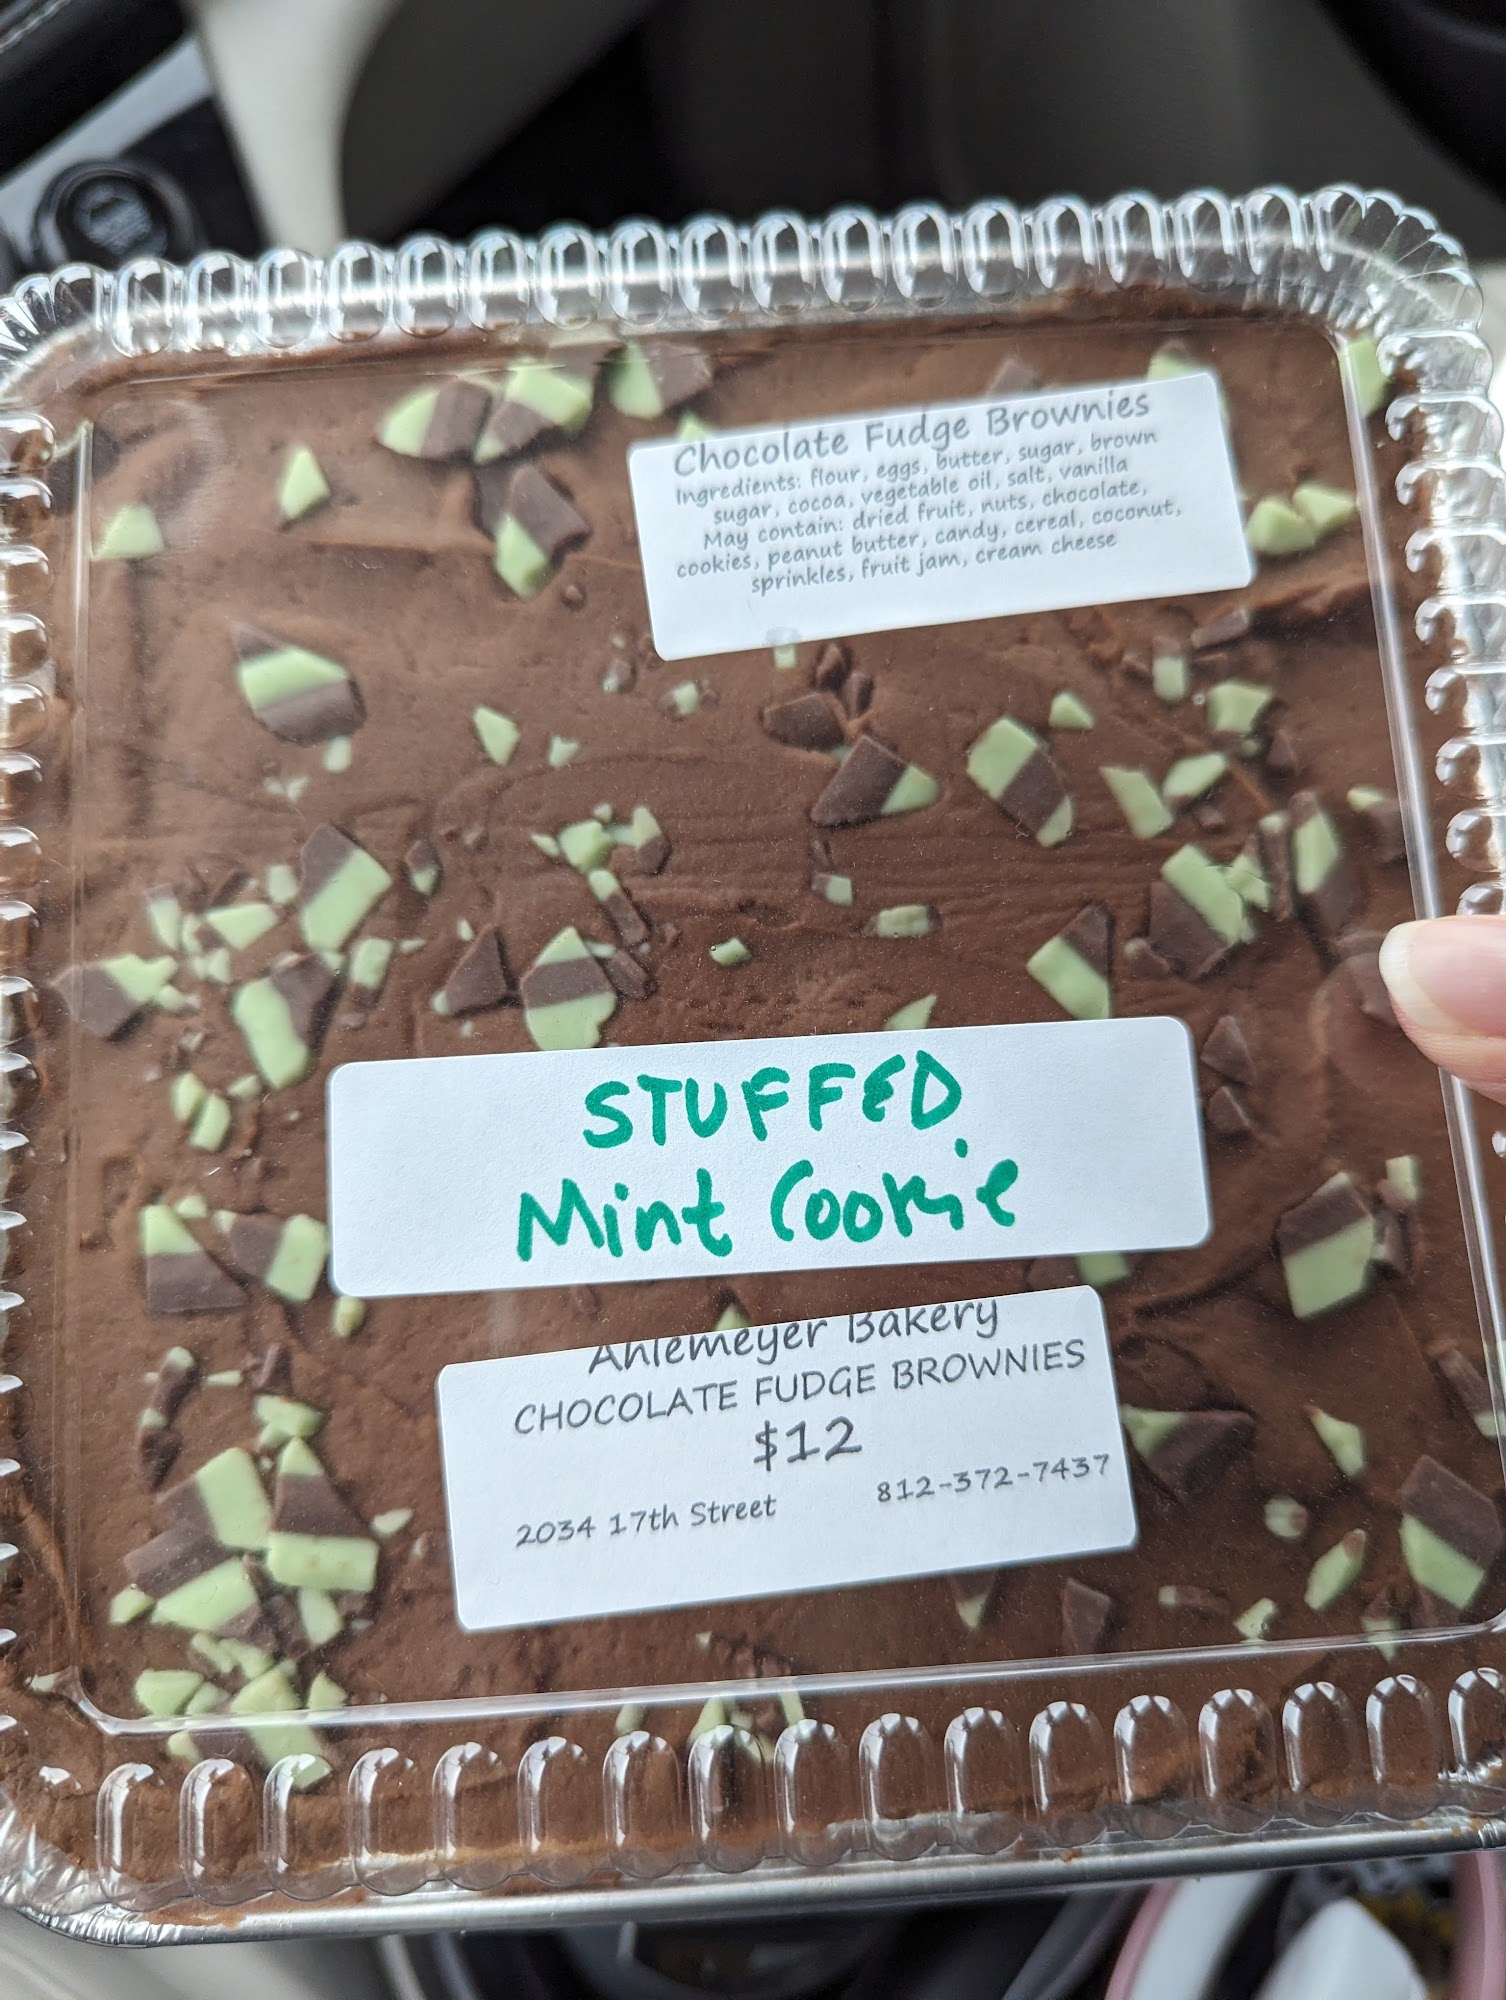 Chocolate Fudge Brownies
Ingredients: flour, eggs, butter, sugar, brown
sugar, cocoa, vegetable oil, salt, vanilla
May contain: dried fruit, nuts, chocolate,
cookies, peanut butter, candy, cereal, coconut,
sprinkles, fruit jam, cream cheese
STUFFED
Mint Cookie
Ahlemeyer Bakery
CHOCOLATE FUDGE BROWNIES
$12
812-372-7437
2034 17th Street